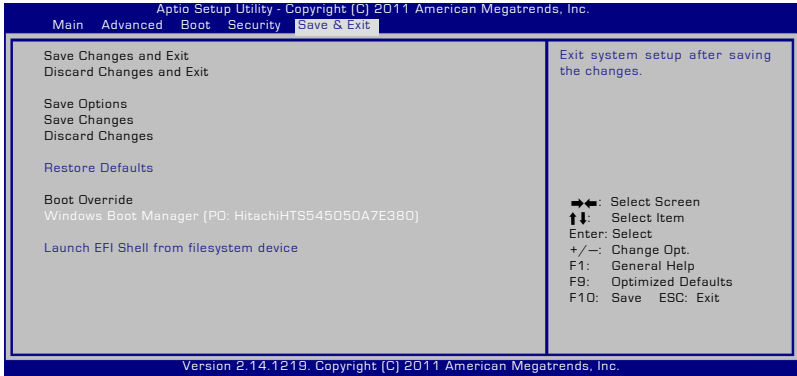 Aptio Setup Utility - Copyright (C) 2011 American Megatrends, Inc.
Main Advanced Boot Security Save & Exit
Save Changes and Exit
Discard Changes and Exit
Save Options
Save Changes
Discard Changes
Restore Defaults
Boot Override
Windows Boot Manager (P0: HitachiHTS545050A7E380)
Launch EFI Shell from filesystem device
Exit system setup after saving
the changes.
→←: Select Screen
↑↓: Select Item
Enter: Select
+/—: Change Opt.
F1: General Help
F9: Optimized Defaults
F10: Save ESC: Exit
Version 2.14.1219. Copyright (C) 2011 American Megatrends, Inc.